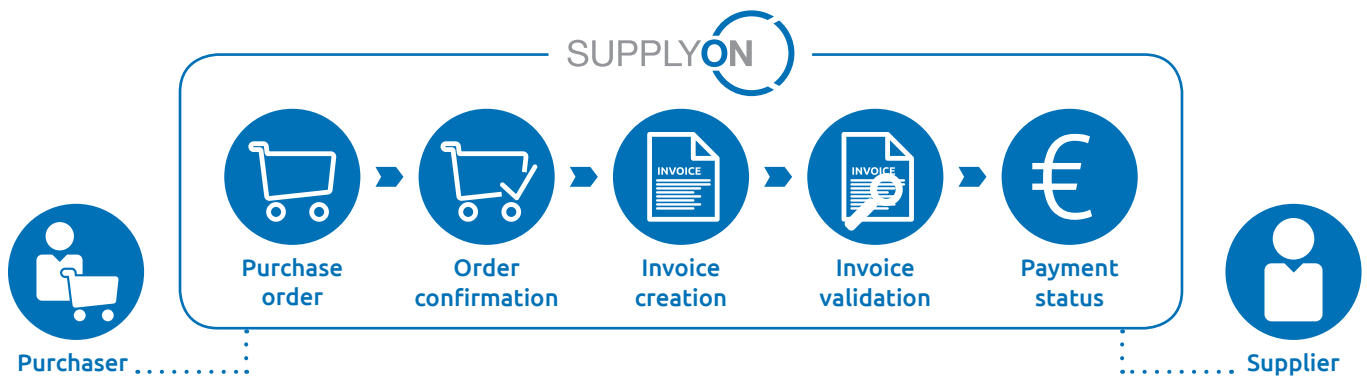 SUPPLYON
INVOICE
INVOICE
Purchase
order
Order
confirmation
Invoice
creation
Invoice
validation
Payment
status
€
Purchaser
Supplier